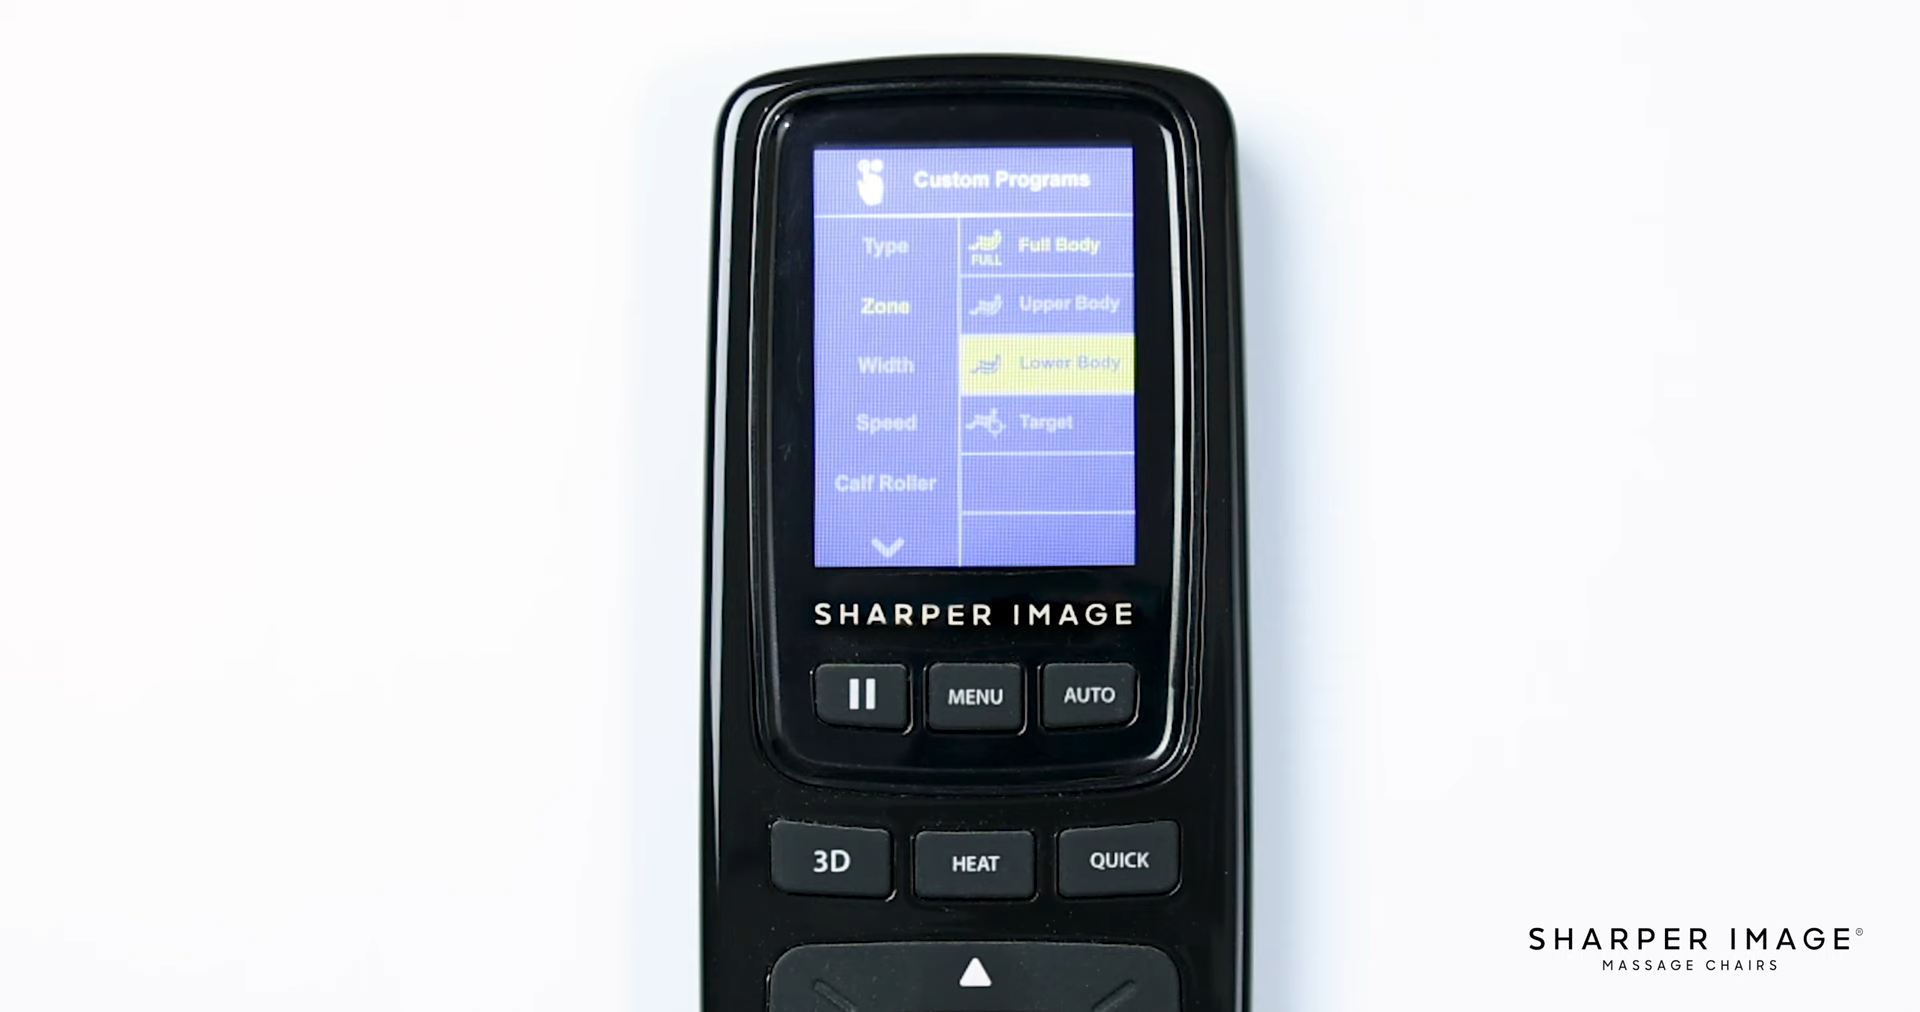 Custom Programs
Type
FULL Full Body
Zone
Upper Body
Width
Lower Body
Speed
Target
Calf Roller
SHARPER IMAGE
MENU
AUTO
3D
HEAT
QUICK
SHARPER IMAGE®
MASSAGE CHAIRS